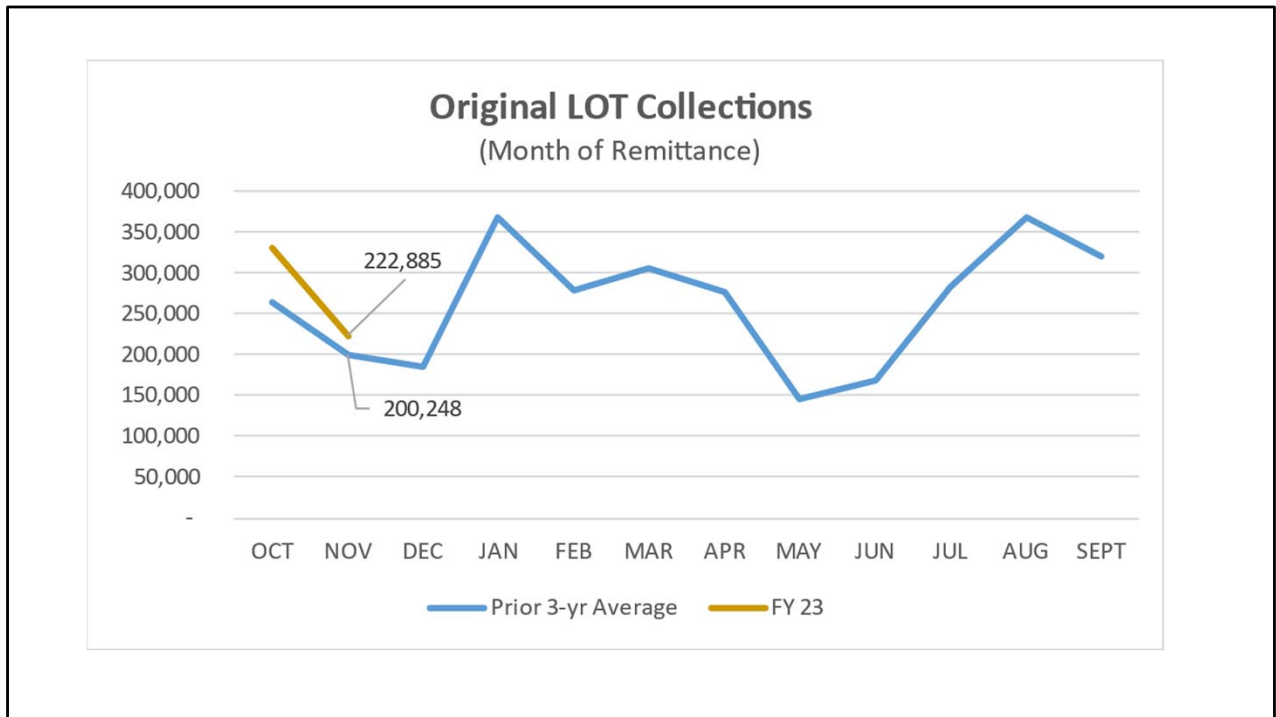 Original LOT Collections
(Month of Remittance)
400,000
350,000
300,000
250,000
200,000
150,000
100,000
50,000
-
222,885
200,248
OCT NOV DEC JAN FEB MAR APR MAY JUN JUL AUG SEPT
Prior 3-yr Average FY 23